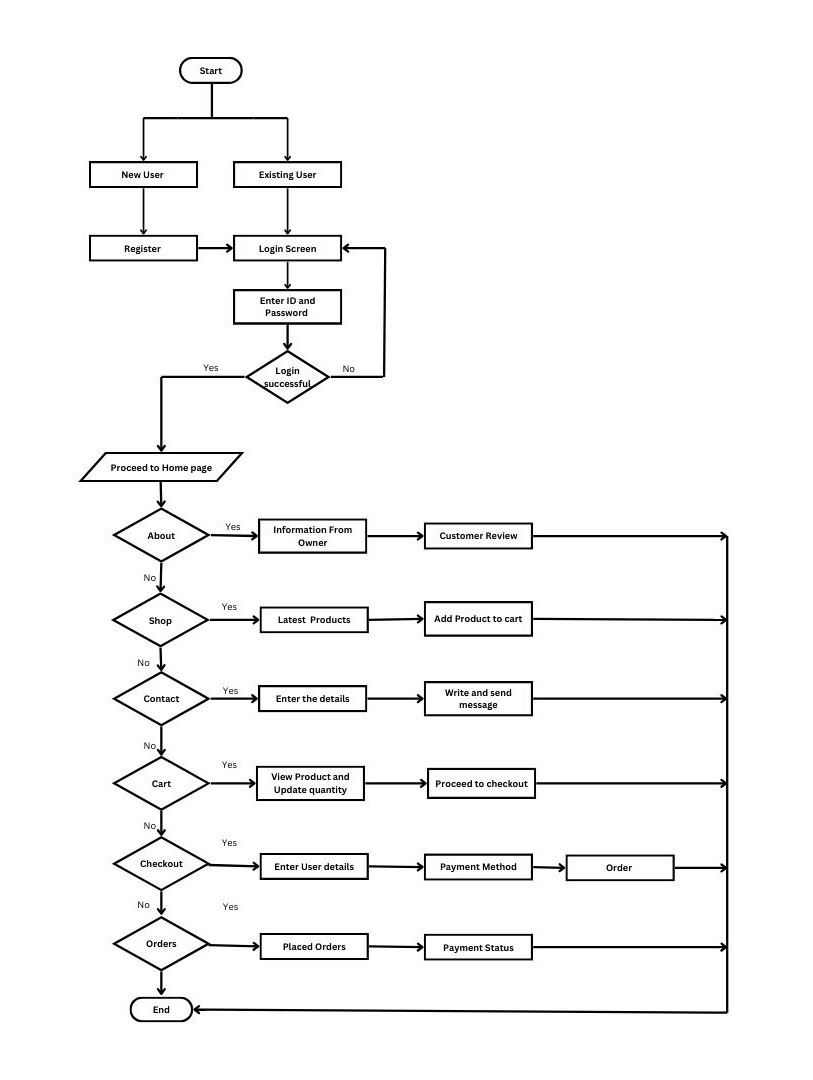 Start
New User
Existing User
Register
Login Screen
Enter ID and
Password
Yes
Login
successful
No
Proceed to Home page
About
Yes
Information From
Owner
Customer Review
No
Shop
Yes
Latest  Products
Add Product to cart
No
Contact
Yes
Enter the details
Write and send
message
No
Cart
Yes
View Product and
Update quantity
Proceed to checkout
No
Checkout
Yes
Enter User details
Payment Method
Order
No
Yes
Orders
Placed Orders
Payment Status
End